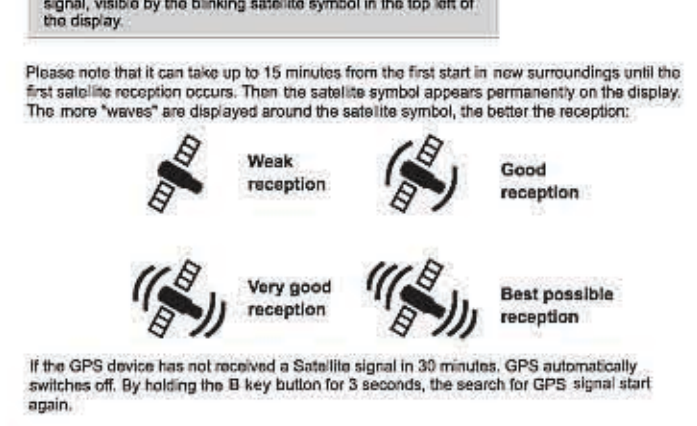 signal, visible by the blinking satellite symbol in the top left of
the display.
Please note that it can take up to 15 minutes from the first start in new surroundings until the
first satellite reception occurs. Then the satellite symbol appears permanently on the display.
The more "waves" are displayed around the satellite symbol, the better the reception:
Weak
reception
Good
reception
Very good
reception
Best possible
reception
If the GPS device has not received a Satellite signal in 30 minutes, GPS automatically
switches off. By holding the B key button for 3 seconds, the search for GPS signal start
again.